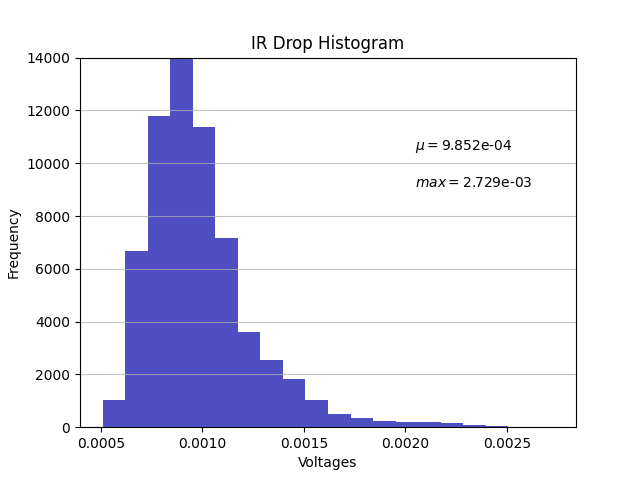 IR Drop Histogram
14000
12000
10000
8000
6000
4000
2000
0
Frequency
μ = 9.852e-04
max = 2.729e-03
0.0005 0.0010 0.0015 0.0020 0.0025
Voltages